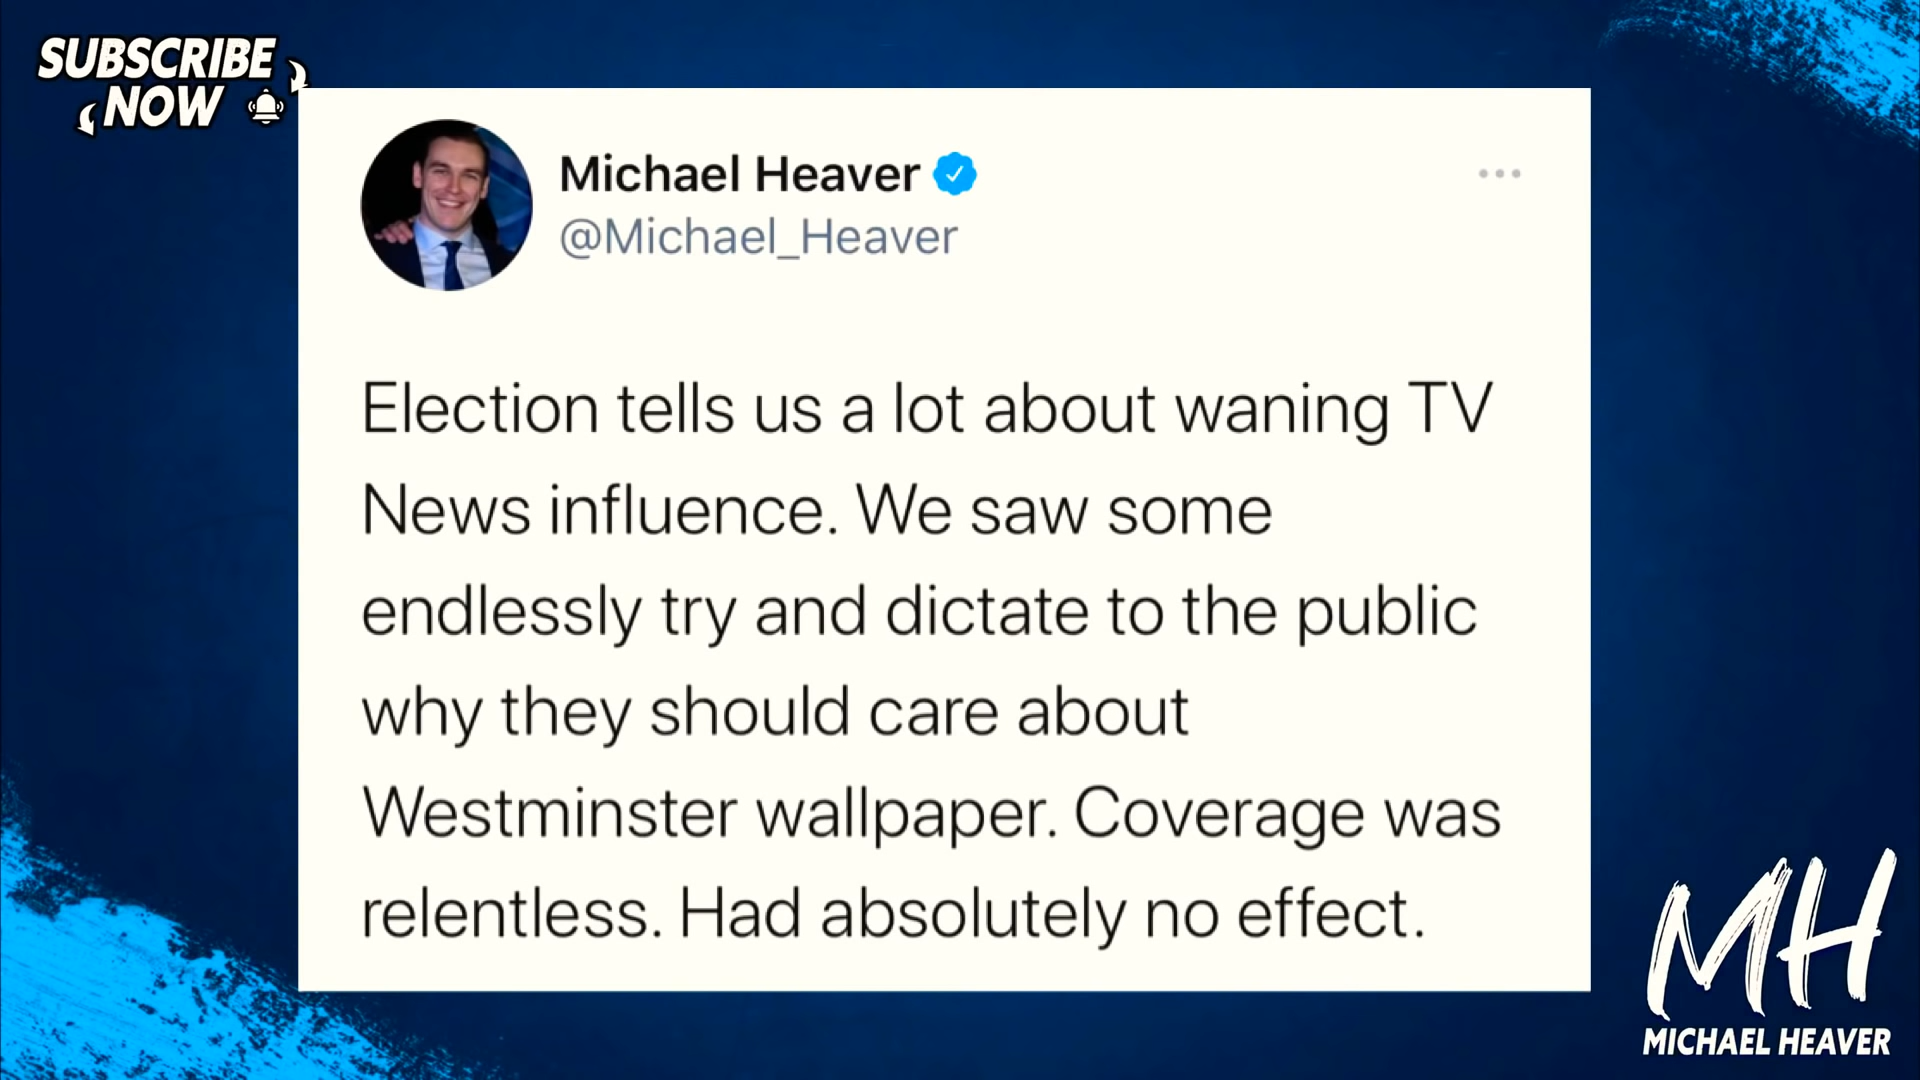 SUBSCRIBE
NOW
Michael Heaver
@Michael_Heaver
Election tells us a lot about waning TV
News influence. We saw some
endlessly try and dictate to the public
why they should care about
Westminster wallpaper. Coverage was
relentless. Had absolutely no effect.
MH
MICHAEL HEAVER